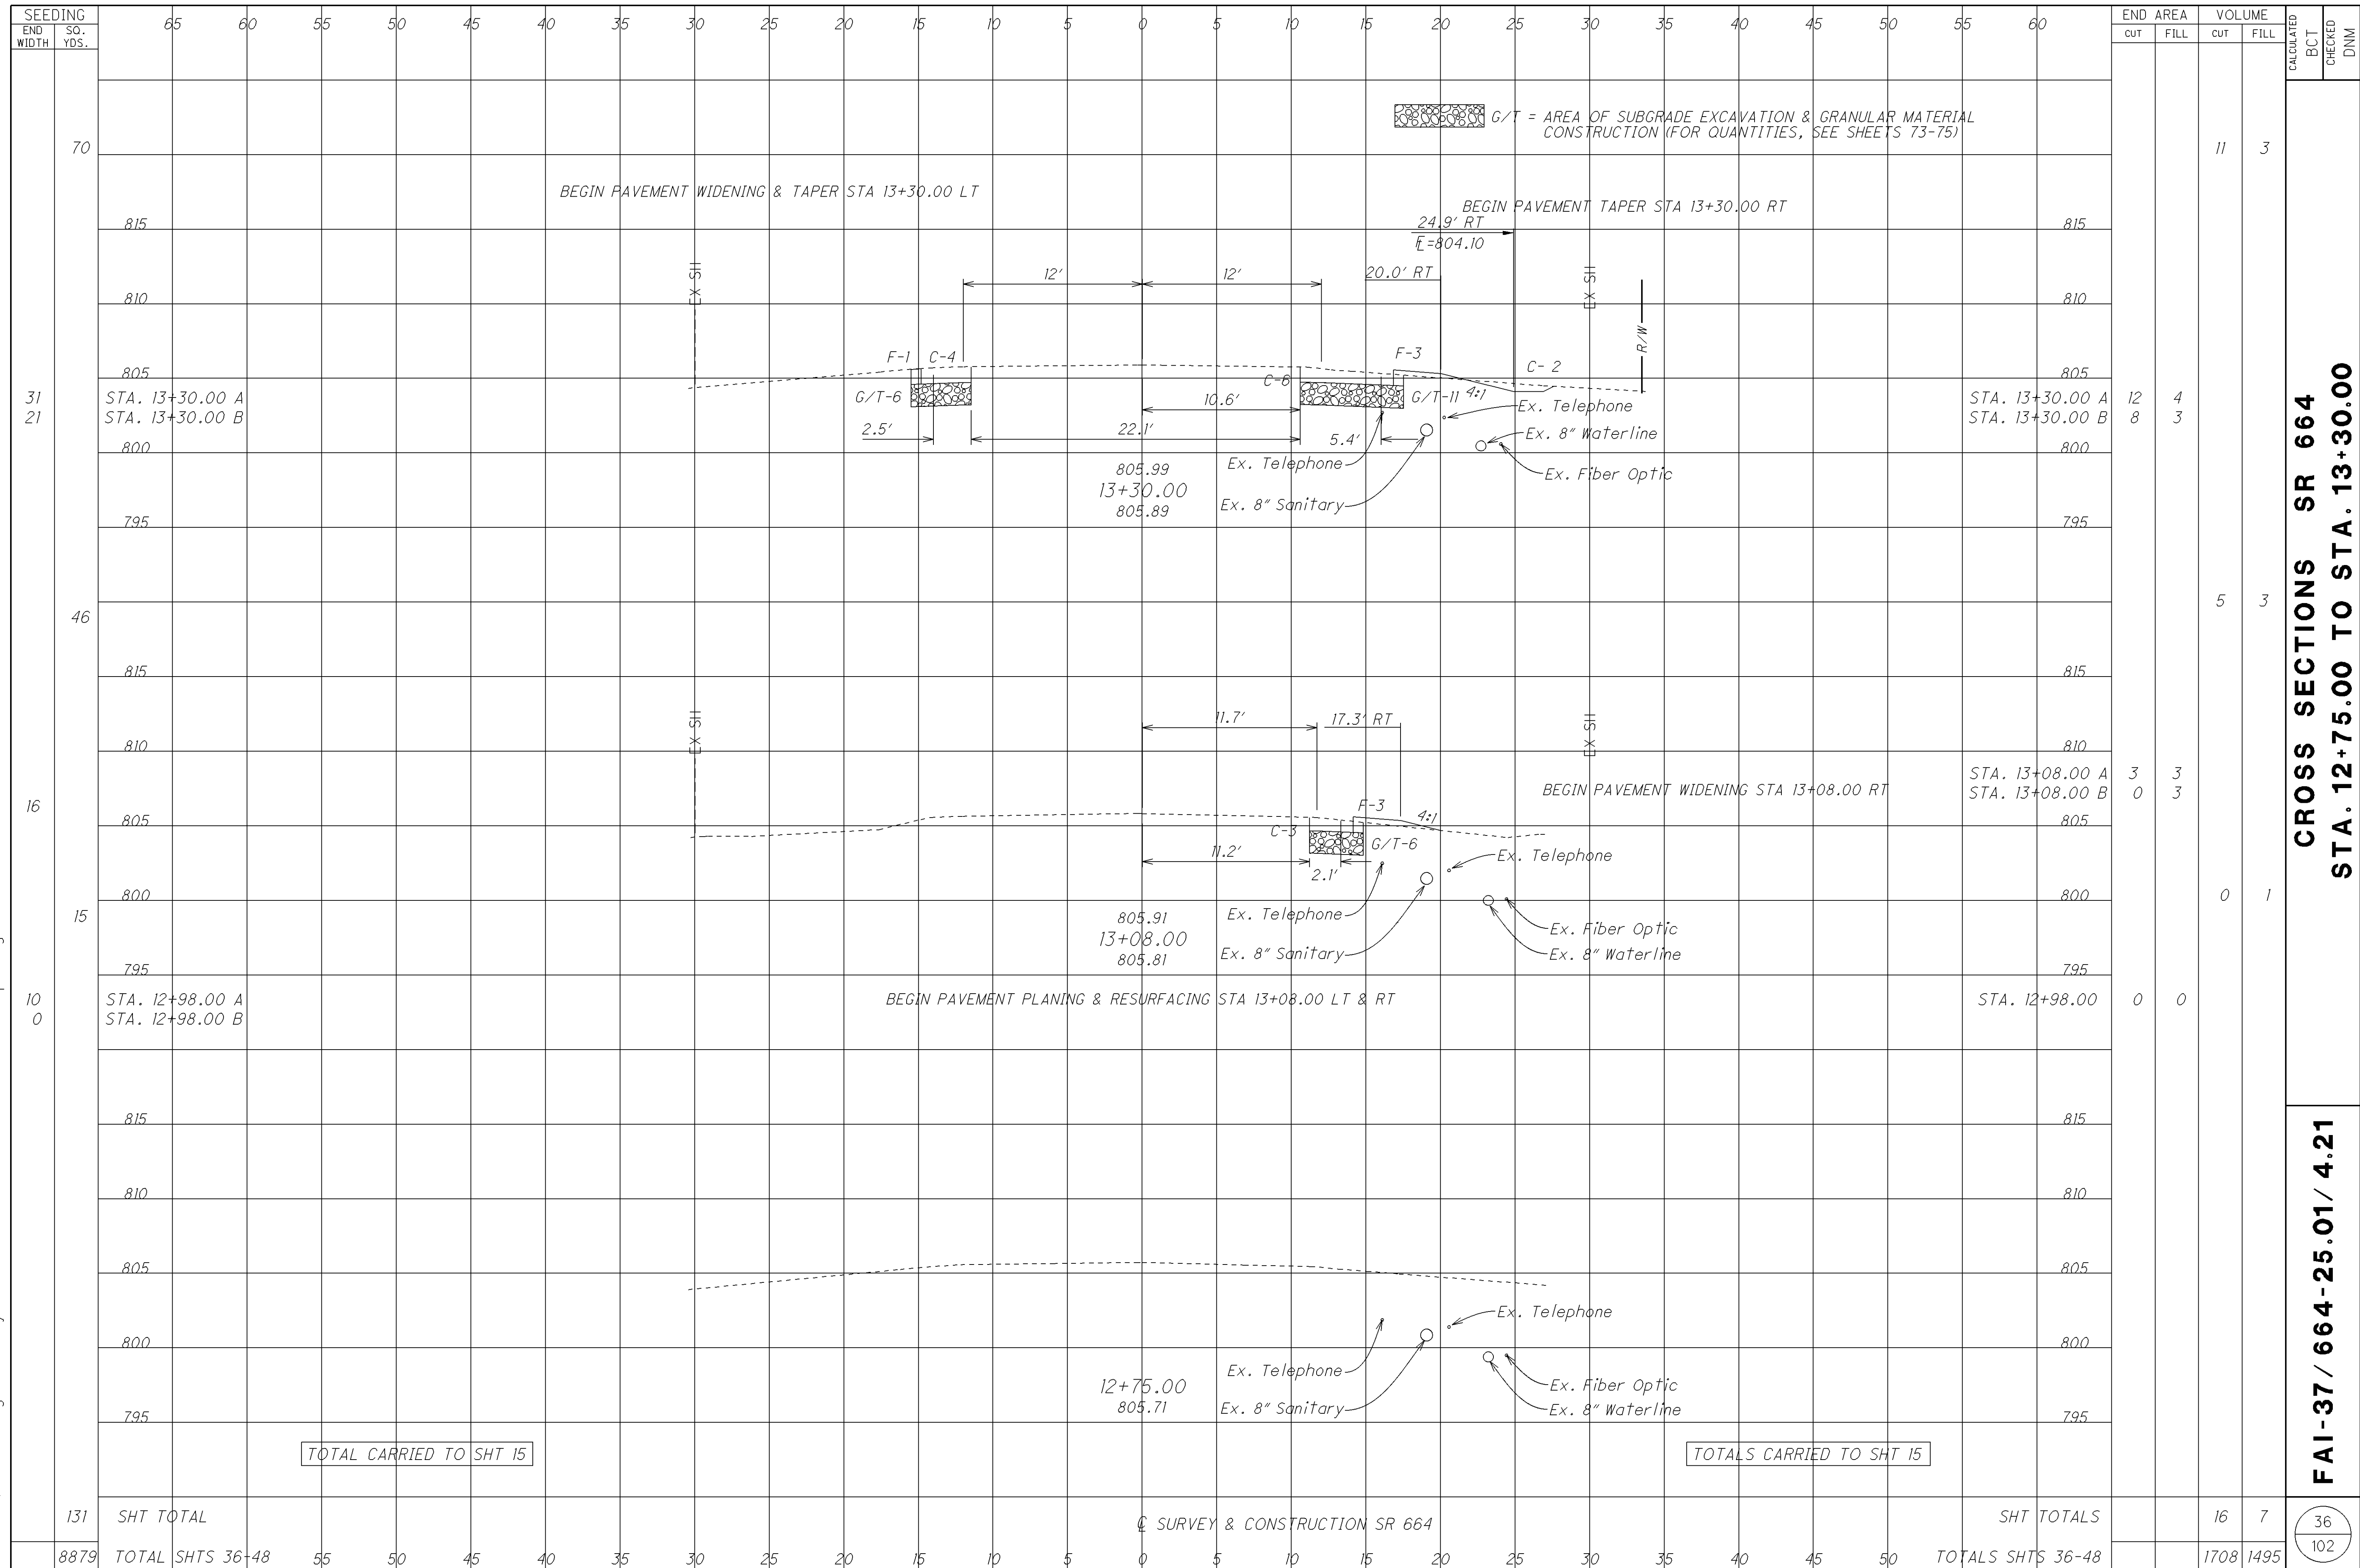 SEEDING
END WIDTH
SQ. YDS.
65 60 55 50 45 40 35 30 25 20 15 10 5 0 5 10 15 20 25 30 35 40 45 50 55 60
END AREA
VOLUME
CUT FILL CUT FILL
CALCULATED
BCT
CHECKED
DNM
G/T = AREA OF SUBGRADE EXCAVATION & GRANULAR MATERIAL
CONSTRUCTION (FOR QUANTITIES, SEE SHEETS 73-75)
70
11 3
BEGIN PAVEMENT WIDENING & TAPER STA 13+30.00 LT
BEGIN PAVEMENT TAPER STA 13+30.00 RT
815 815
24.9' RT
FL=804.10
EX SH
12' 12'
20.0' RT
EX SH
810 810
R/W
F-1 C-4
F-3
C- 2
805 805
C-6
G/T-6
G/T-11
4:1
31 STA. 13+30.00 A
STA. 13+30.00 A 12 4
21 STA. 13+30.00 B
STA. 13+30.00 B 8 3
10.6'
Ex. Telephone
2.5'
22.1'
5.4'
Ex. 8" Waterline
800 800
805.99
Ex. Telephone
Ex. Fiber Optic
13+30.00
Ex. 8" Sanitary
805.89
795 795
46
5 3
815 815
EX SH
11.7'
17.3' RT
EX SH
810 810
STA. 13+08.00 A 3 3
16
BEGIN PAVEMENT WIDENING STA 13+08.00 RT
STA. 13+08.00 B 0 3
F-3
4:1
805 805
C-3
G/T-6
11.2'
Ex. Telephone
2.1'
800 800
0 1
15
805.91
Ex. Telephone
13+08.00
Ex. Fiber Optic
805.81
Ex. 8" Sanitary
Ex. 8" Waterline
795 795
10 STA. 12+98.00 A
BEGIN PAVEMENT PLANING & RESURFACING STA 13+08.00 LT & RT
STA. 12+98.00 0 0
0 STA. 12+98.00 B
815 815
810 810
805 805
Ex. Telephone
800 800
Ex. Telephone
12+75.00
Ex. Fiber Optic
805.71
Ex. 8" Sanitary
Ex. 8" Waterline
795 795
TOTAL CARRIED TO SHT 15
TOTALS CARRIED TO SHT 15
131 SHT TOTAL
℄ SURVEY & CONSTRUCTION SR 664
SHT TOTALS 16 7
8879 TOTAL SHTS 36-48
55 50 45 40 35 30 25 20 15 10 5 0 5 10 15 20 25 30 35 40 45 50
TOTALS SHTS 36-48 1708 1495
CROSS SECTIONS SR 664
STA. 12+75.00 TO STA. 13+30.00
FAI-37/664-25.01/4.21
36
102